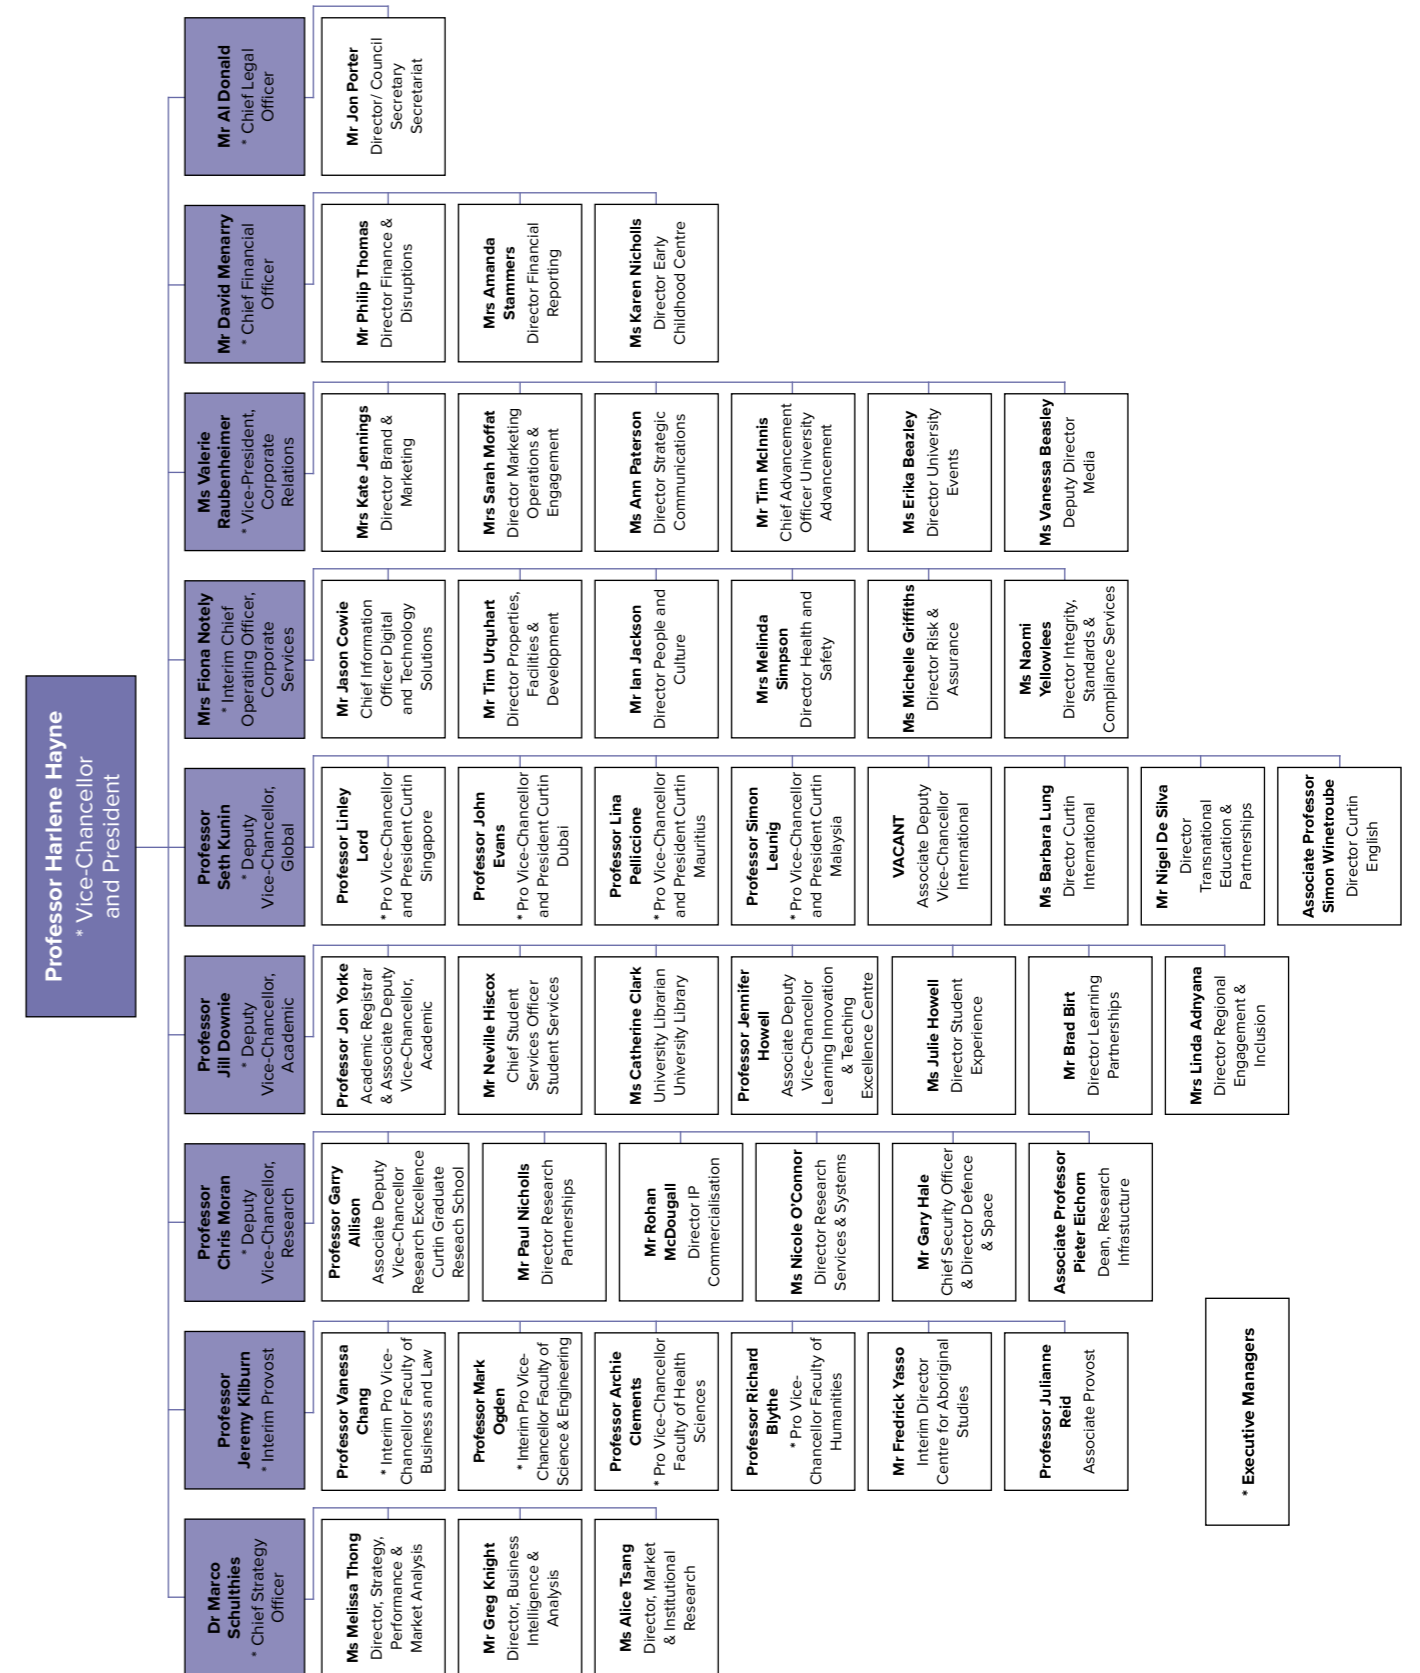 Professor Harlene Hayne
* Vice-Chancellor
and President
Dr Marco
Schulthies
* Chief Strategy
Officer
Ms Melissa Thong
Director, Strategy,
Performance &
Market Analysis
Mr Greg Knight
Director, Business
Intelligence &
Analysis
Ms Alice Tsang
Director, Market
& Institutional
Research
Professor
Jeremy Kilburn
* Interim Provost
Professor Vanessa
Chang
* Interim Pro Vice-
Chancellor Faculty of
Business and Law
Professor Mark
Ogden
* Interim Pro Vice-
Chancellor Faculty of
Science & Engineering
Professor Archie
Clements
* Pro Vice-Chancellor
Faculty of Health
Sciences
Professor Richard
Blythe
* Pro Vice-
Chancellor Faculty of
Humanities
Mr Fredrick Yasso
Interim Director
Centre for Aboriginal
Studies
Professor Julianne
Reid
Associate Provost
Professor
Chris Moran
* Deputy
Vice-Chancellor,
Research
Professor Garry
Allison
Associate Deputy
Vice-Chancellor
Research Excellence
Curtin Graduate
Reseach School
Mr Paul Nicholls
Director Research
Partnerships
Mr Rohan
McDougall
Director IP
Commercialisation
Ms Nicole O'Connor
Director Research
Services & Systems
Mr Gary Hale
Chief Security Officer
& Director Defence
& Space
Associate Professor
Pieter Eichorn
Dean, Research
Infrastucture
Professor
Jill Downie
* Deputy
Vice-Chancellor,
Academic
Professor Jon Yorke
Academic Registrar
& Associate Deputy
Vice-Chancellor,
Academic
Mr Neville Hiscox
Chief Student
Services Officer
Student Services
Ms Catherine Clark
University Librarian
University Library
Professor Jennifer
Howell
Associate Deputy
Vice-Chancellor
Learning Innovation
& Teaching
Excellence Centre
Ms Julie Howell
Director Student
Experience
Mr Brad Birt
Director Learning
Partnerships
Mrs Linda Adnyana
Director Regional
Engagement &
Inclusion
Professor
Seth Kunin
* Deputy
Vice-Chancellor,
Global
Professor Linley
Lord
* Pro Vice-Chancellor
and President Curtin
Singapore
Professor John
Evans
* Pro Vice-Chancellor
and President Curtin
Dubai
Professor Lina
Pelliccione
* Pro Vice-Chancellor
and President Curtin
Mauritius
Professor Simon
Leunig
* Pro Vice-Chancellor
and President Curtin
Malaysia
VACANT
Associate Deputy
Vice-Chancellor
International
Ms Barbara Lung
Director Curtin
International
Mr Nigel De Silva
Director
Transnational
Education &
Partnerships
Associate Professor
Simon Winetroube
Director Curtin
English
Mrs Fiona Notely
* Interim Chief
Operating Officer,
Corporate
Services
Mr Jason Cowie
Chief Information
Officer Digital
and Technology
Solutions
Mr Tim Urquhart
Director Properties,
Facilities &
Development
Mr Ian Jackson
Director People and
Culture
Mrs Melinda
Simpson
Director Health and
Safety
Ms Michelle Griffiths
Director Risk &
Assurance
Ms Naomi
Yellowlees
Director Integrity,
Standards &
Compliance Services
Ms Valerie
Raubenheimer
* Vice-President,
Corporate
Relations
Mrs Kate Jennings
Director Brand &
Marketing
Mrs Sarah Moffat
Director Marketing
Operations &
Engagement
Ms Ann Paterson
Director Strategic
Communications
Mr Tim McInnis
Chief Advancement
Officer University
Advancement
Ms Erika Beazley
Director University
Events
Ms Vanessa Beasley
Deputy Director
Media
Mr David Menarry
* Chief Financial
Officer
Mr Philip Thomas
Director Finance &
Disruptions
Mrs Amanda
Stammers
Director Financial
Reporting
Ms Karen Nicholls
Director Early
Childhood Centre
Mr Al Donald
* Chief Legal
Officer
Mr Jon Porter
Director/ Council
Secretary
Secretariat
* Executive Managers